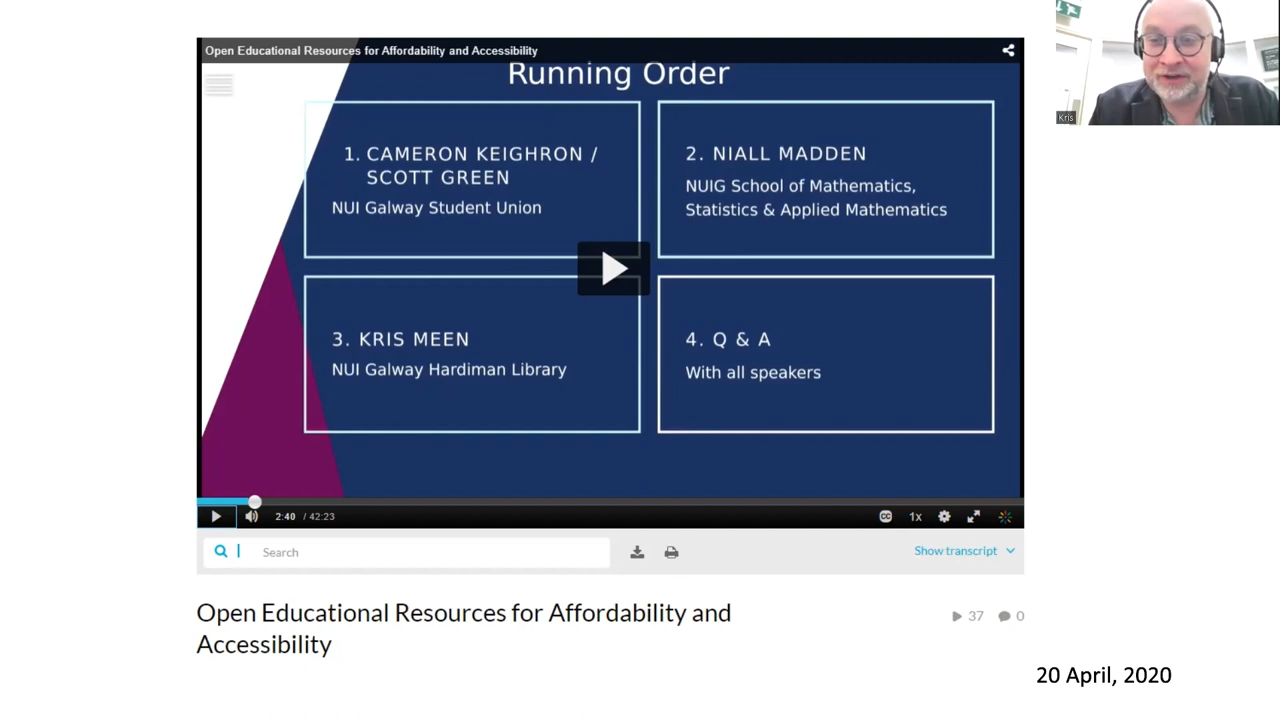 Open Educational Resources for Affordability and Accessibility
Running Order
1. CAMERON KEIGHRON /
SCOTT GREEN
NUI Galway Student Union
2. NIALL MADDEN
NUIG School of Mathematics,
Statistics & Applied Mathematics
3. KRIS MEEN
NUI Galway Hardiman Library
4. Q & A
With all speakers
2:40 / 42:23
CC
1x
Search
Show transcript
Open Educational Resources for Affordability and
Accessibility
37
0
20 April, 2020
Kris